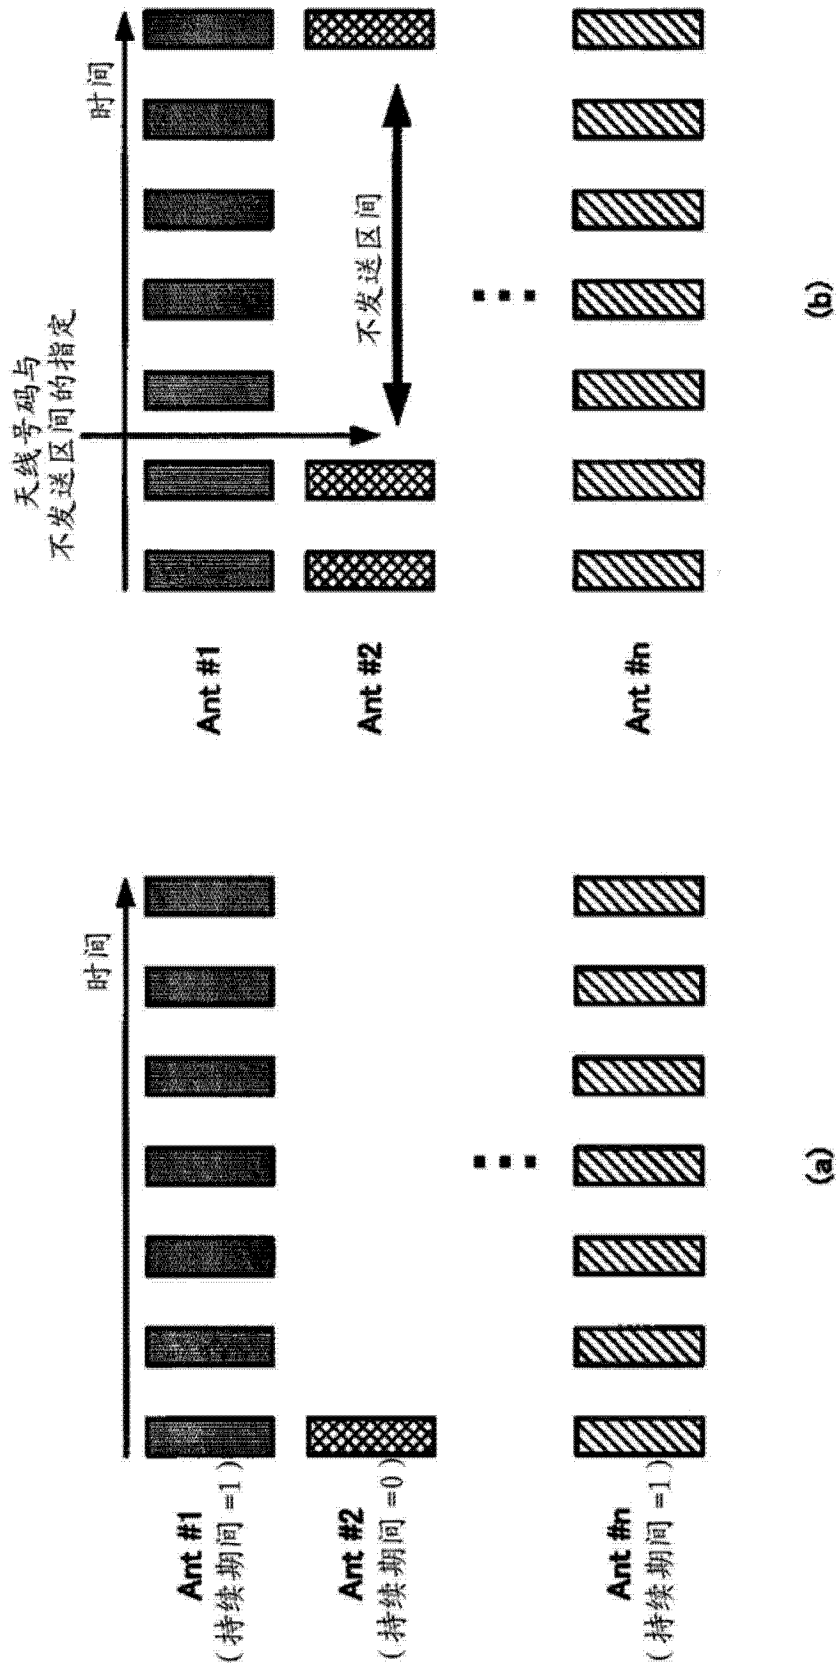 时间
Ant #1
(持续期间=1)
Ant #2
(持续期间=0)
Ant #n
(持续期间=1)
(a)
天线号码与
不发送区间的指定
时间
Ant #1
Ant #2
不发送区间
Ant #n
(b)